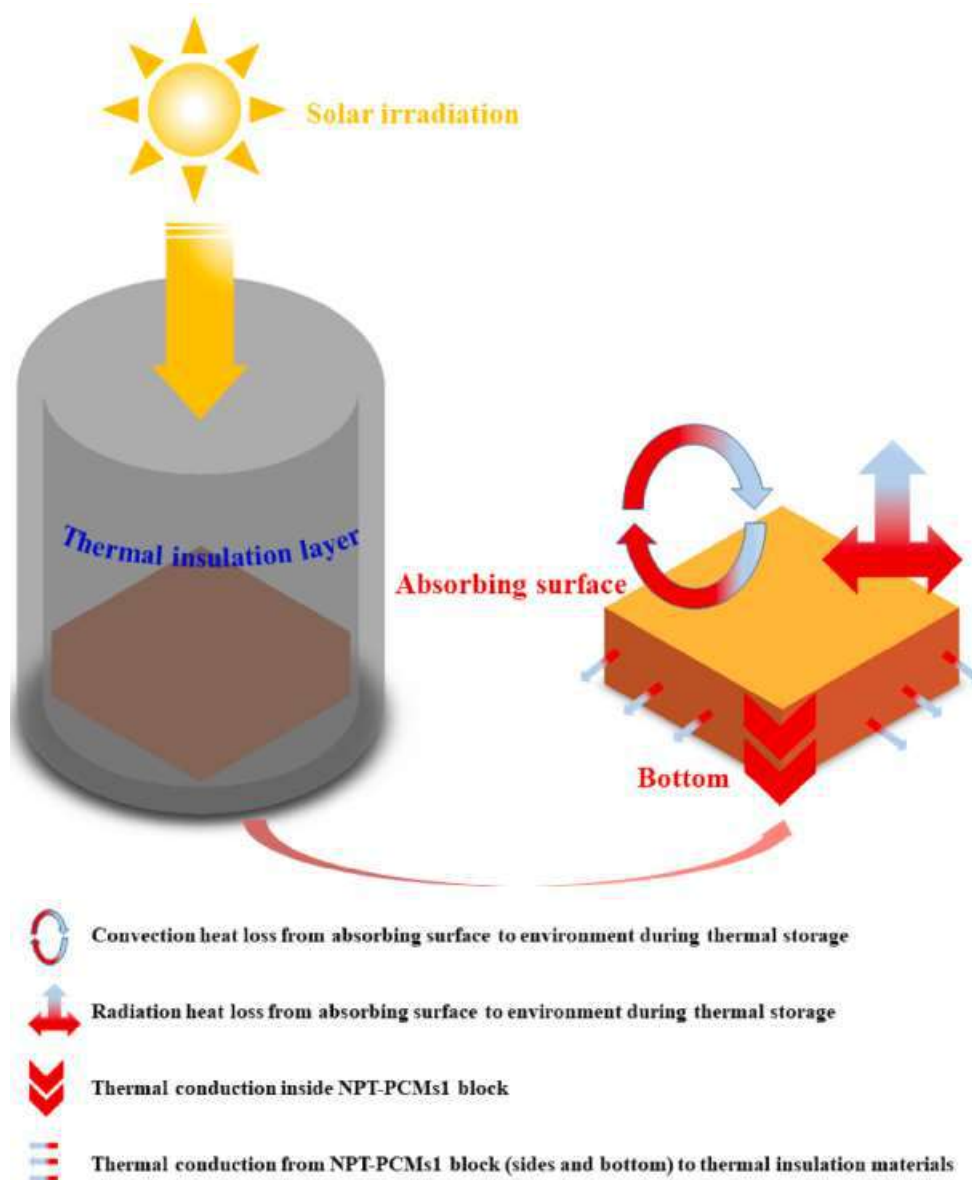 Solar irradiation
Thermal insulation layer
Absorbing surface
Bottom
Convection heat loss from absorbing surface to environment during thermal storage
Radiation heat loss from absorbing surface to environment during thermal storage
Thermal conduction inside NPT-PCMs1 block
Thermal conduction from NPT-PCMs1 block (sides and bottom) to thermal insulation materials